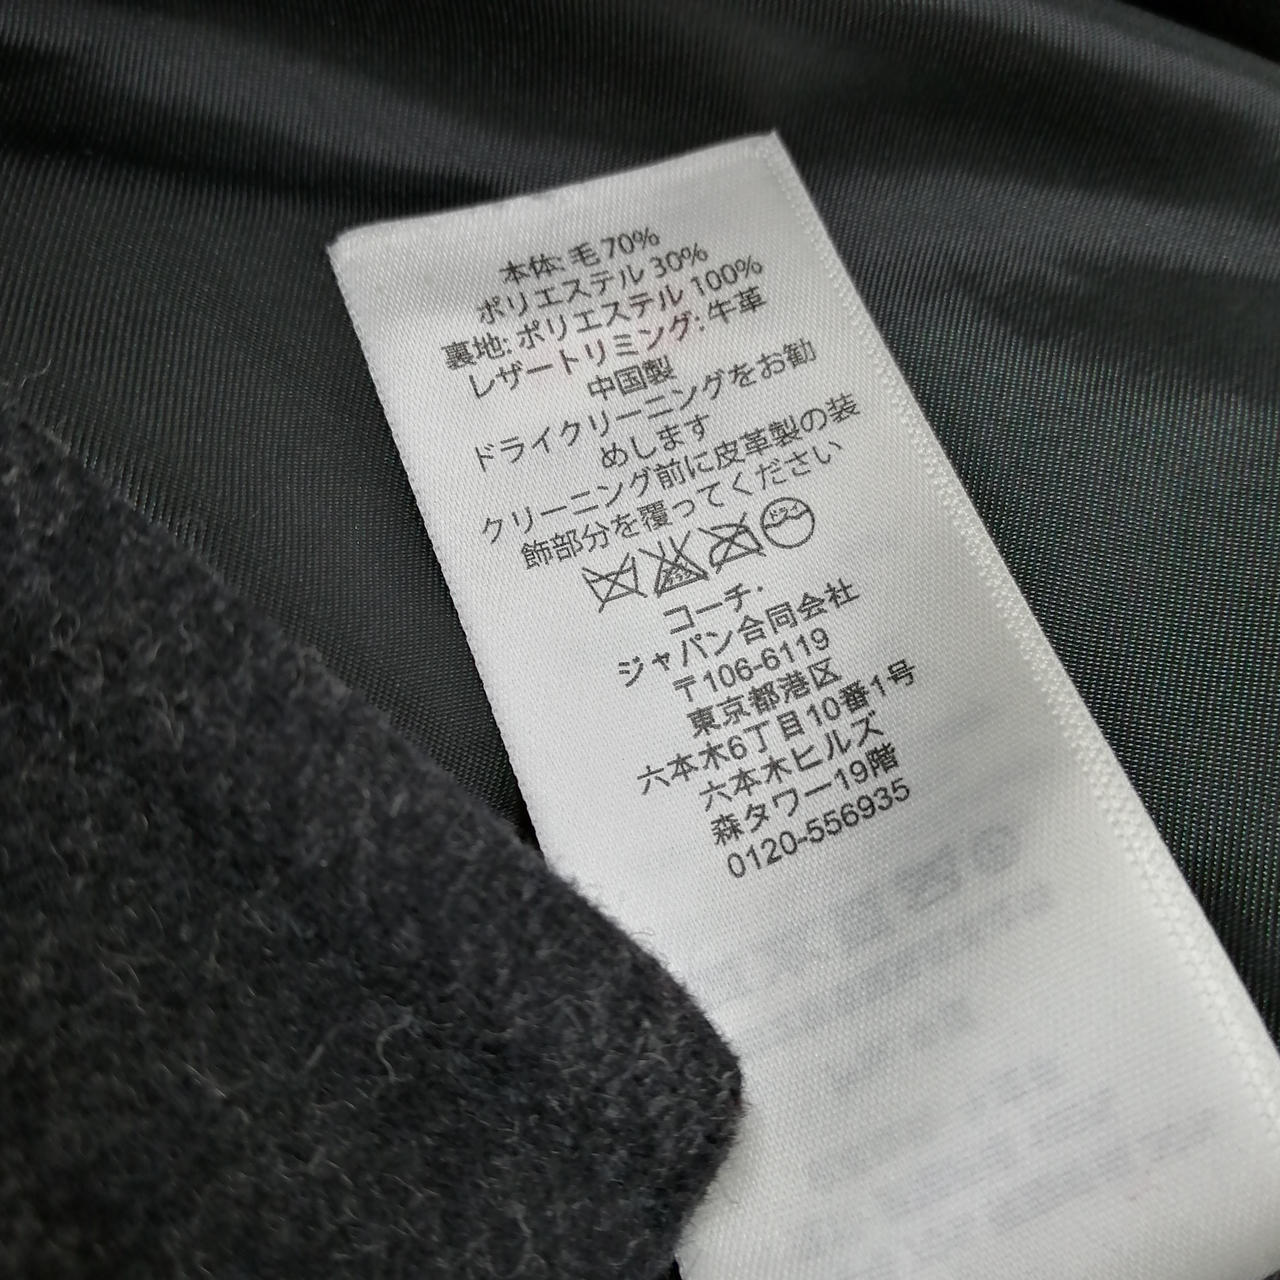 本体: 毛 70%
ポリエステル 30%
裏地: ポリエステル 100%
レザートリミング: 牛革
中国製
ドライクリーニングをお勧
めします
クリーニング前に皮革製の装
飾部分を覆ってください
ドライ
コーチ・
ジャパン合同会社
〒106-6119
東京都港区
六本木6丁目10番1号
六本木ヒルズ
森タワー19階
0120-556935